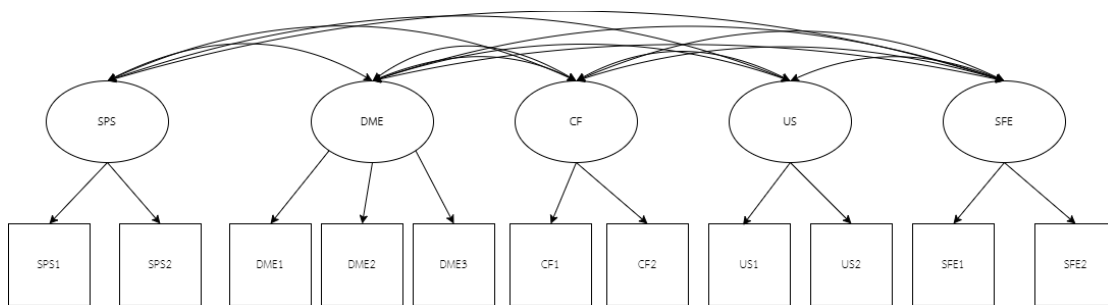 SPS DME CF US SFE
SPS1 SPS2 DME1 DME2 DME3 CF1 CF2 US1 US2 SFE1 SFE2